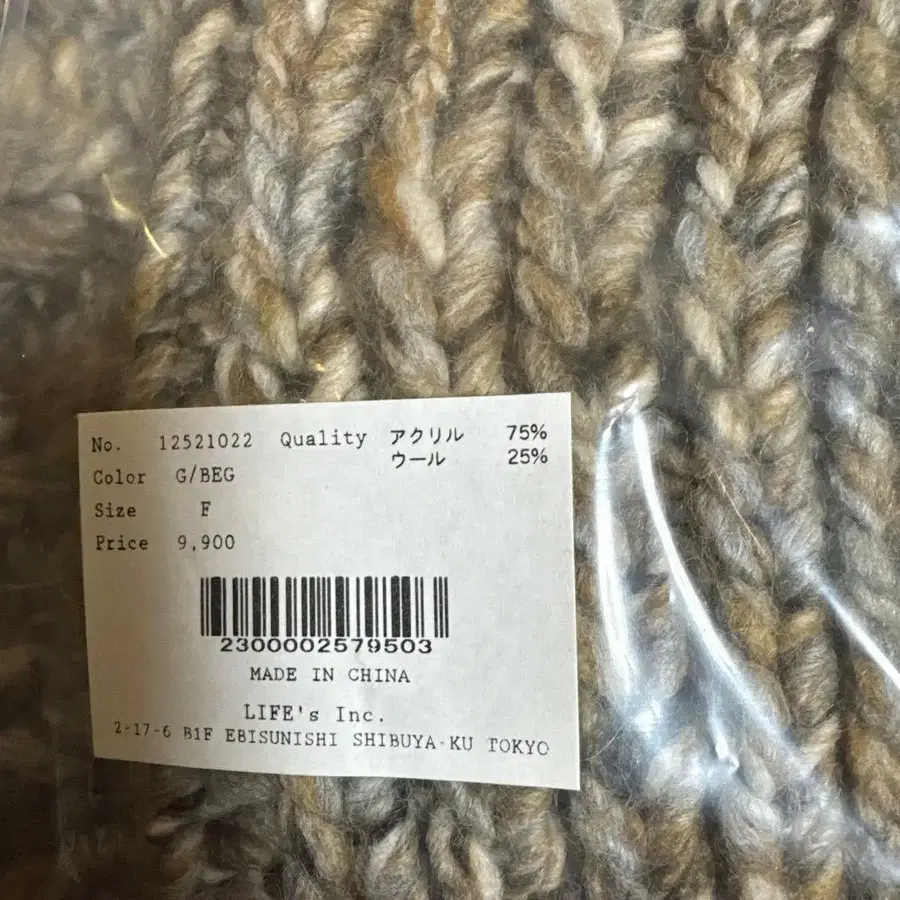 No. 12521022 Quality アクリル 75%
ウール 25%
Color G/BEG
Size F
Price 9,900
2300002579503
MADE IN CHINA
LIFE's Inc.
2-17-6 B1F EBISUNISHI SHIBUYA-KU TOKYO